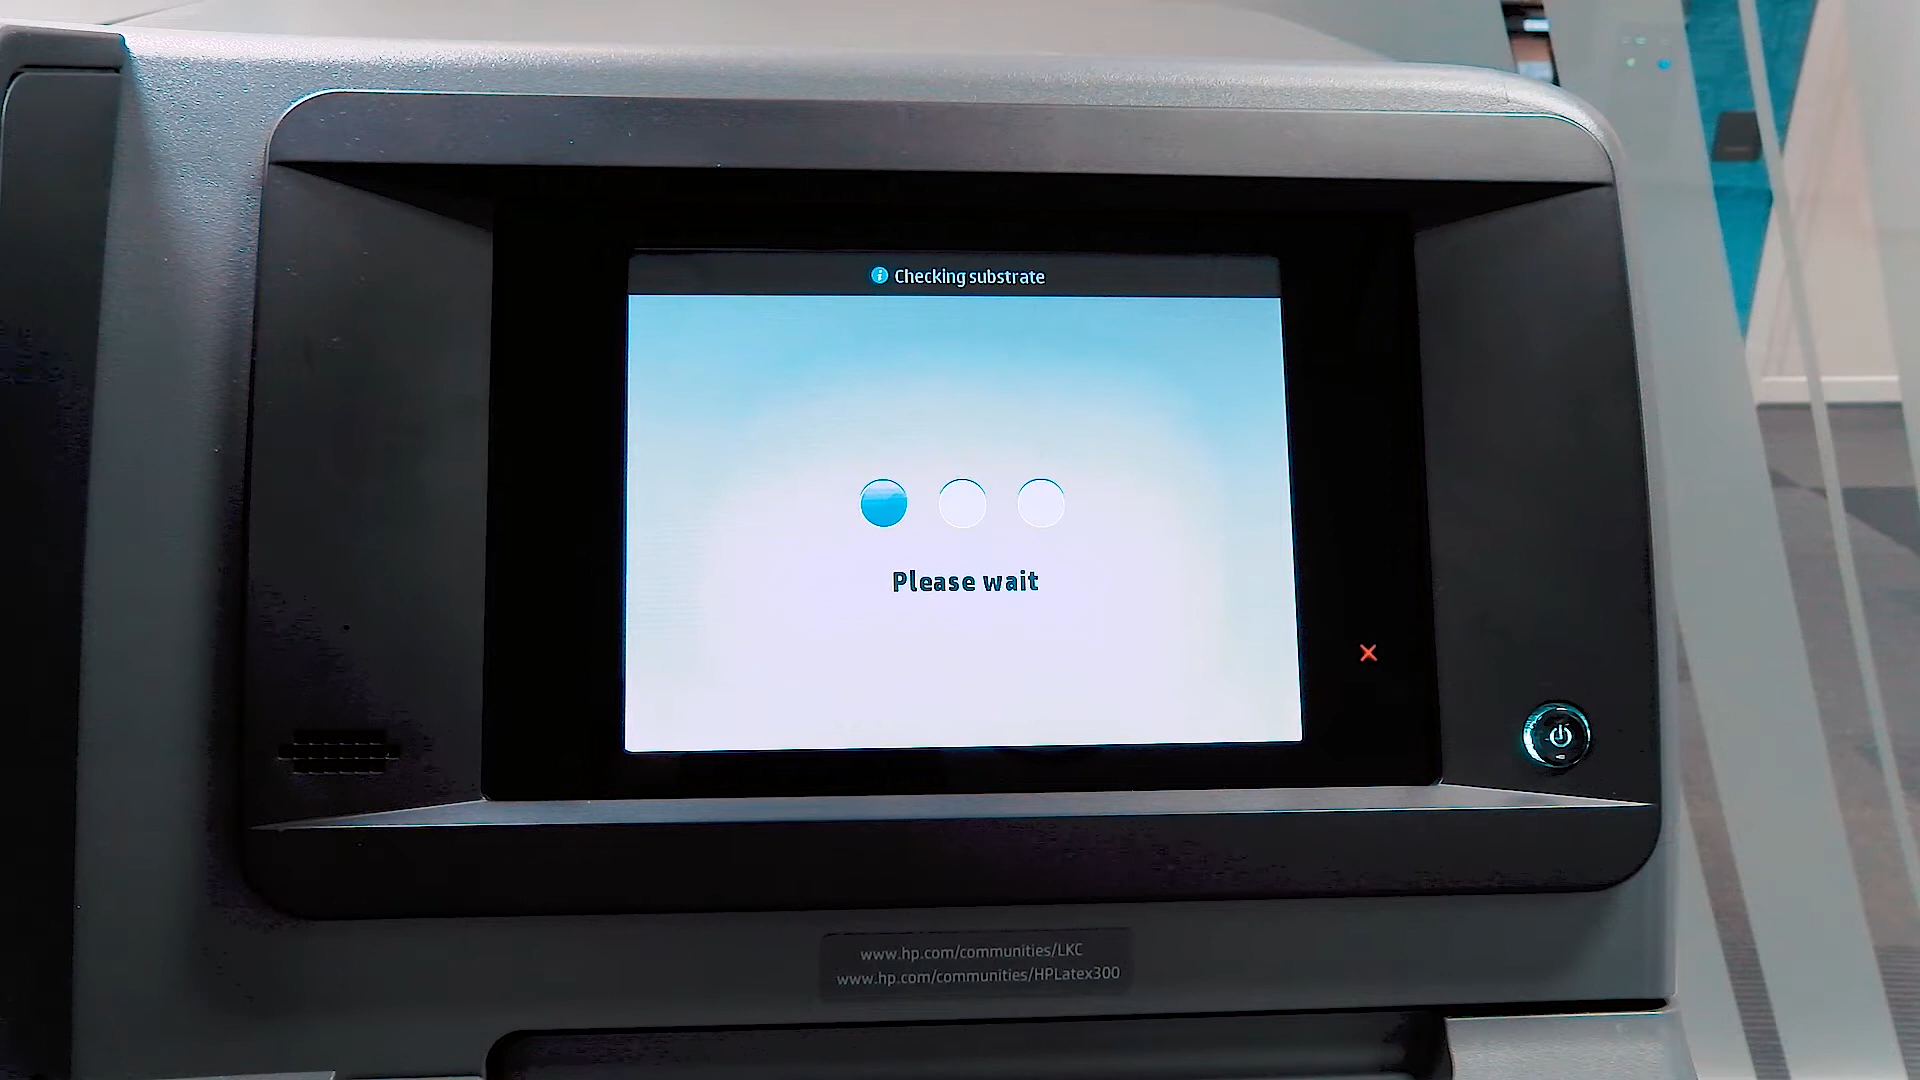 Checking substrate
Please wait
www.hp.com/communities/LKC
www.hp.com/communities/HPLatex300